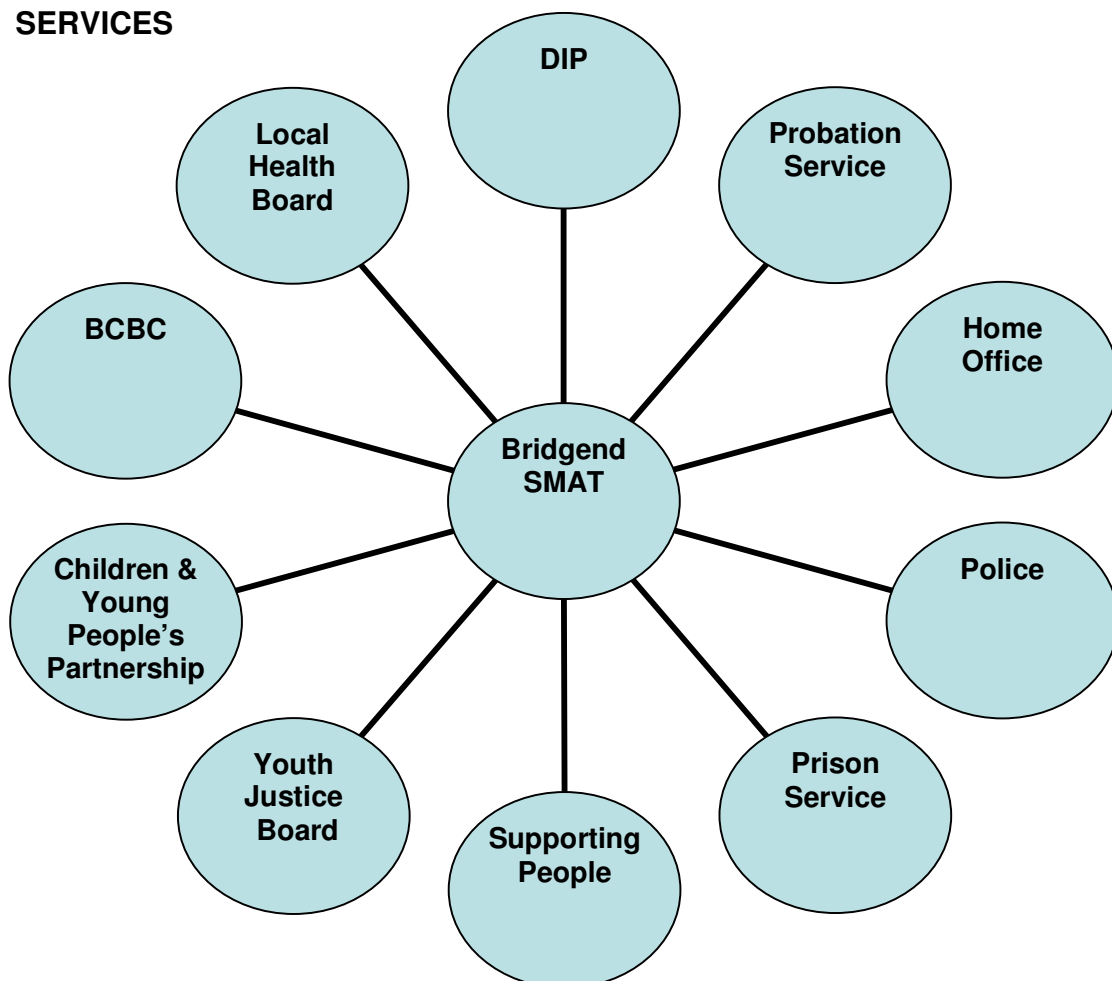 SERVICES
DIP
Probation
Service
Home
Office
Police
Prison
Service
Supporting
People
Youth
Justice
Board
Children &
Young
People’s
Partnership
BCBC
Local
Health
Board
Bridgend
SMAT